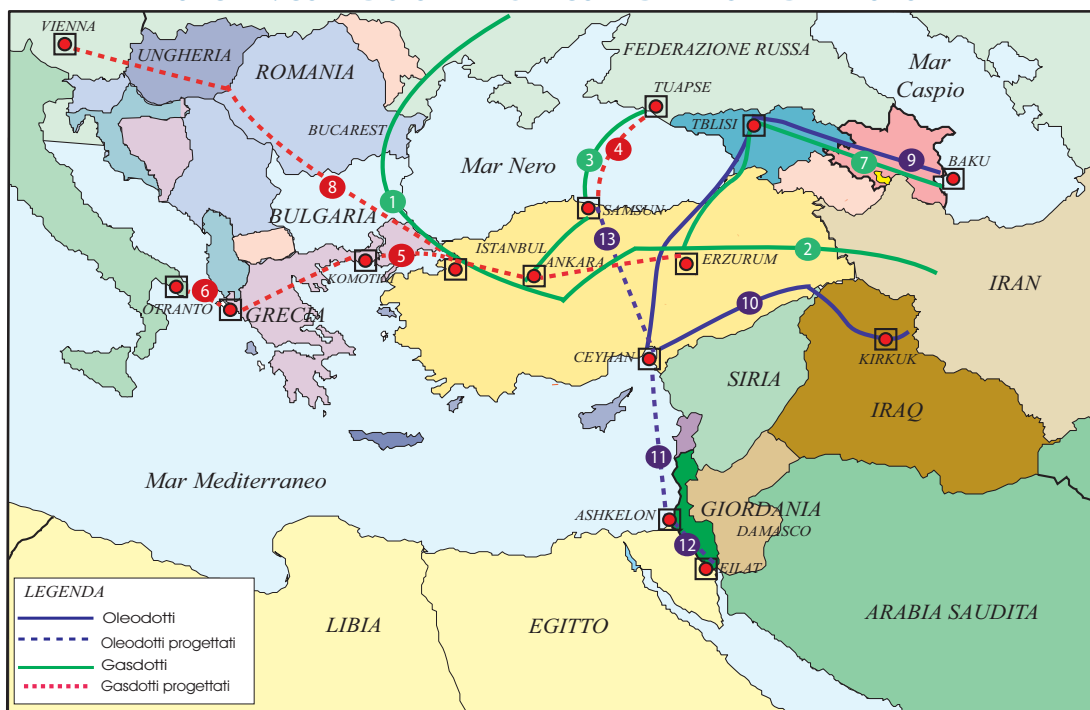 VIENNA
UNGHERIA
ROMANIA
FEDERAZIONE RUSSA
Mar
Caspio
TUAPSE
TBLISI
BUCAREST
Mar Nero
3
4
9
7
BAKU
8
1
BULGARIA
SAMSUN
13
ISTANBUL
2
5
KOMOTINI
ANKARA
ERZURUM
IRAN
6
OTRANTO
GRECIA
10
CEYHAN
KIRKUK
SIRIA
IRAQ
11
Mar Mediterraneo
ASHKELON
GIORDANIA
DAMASCO
12
EILAT
LEGENDA
Oleodotti
Oleodotti progettati
Gasdotti
Gasdotti progettati
LIBIA
EGITTO
ARABIA SAUDITA